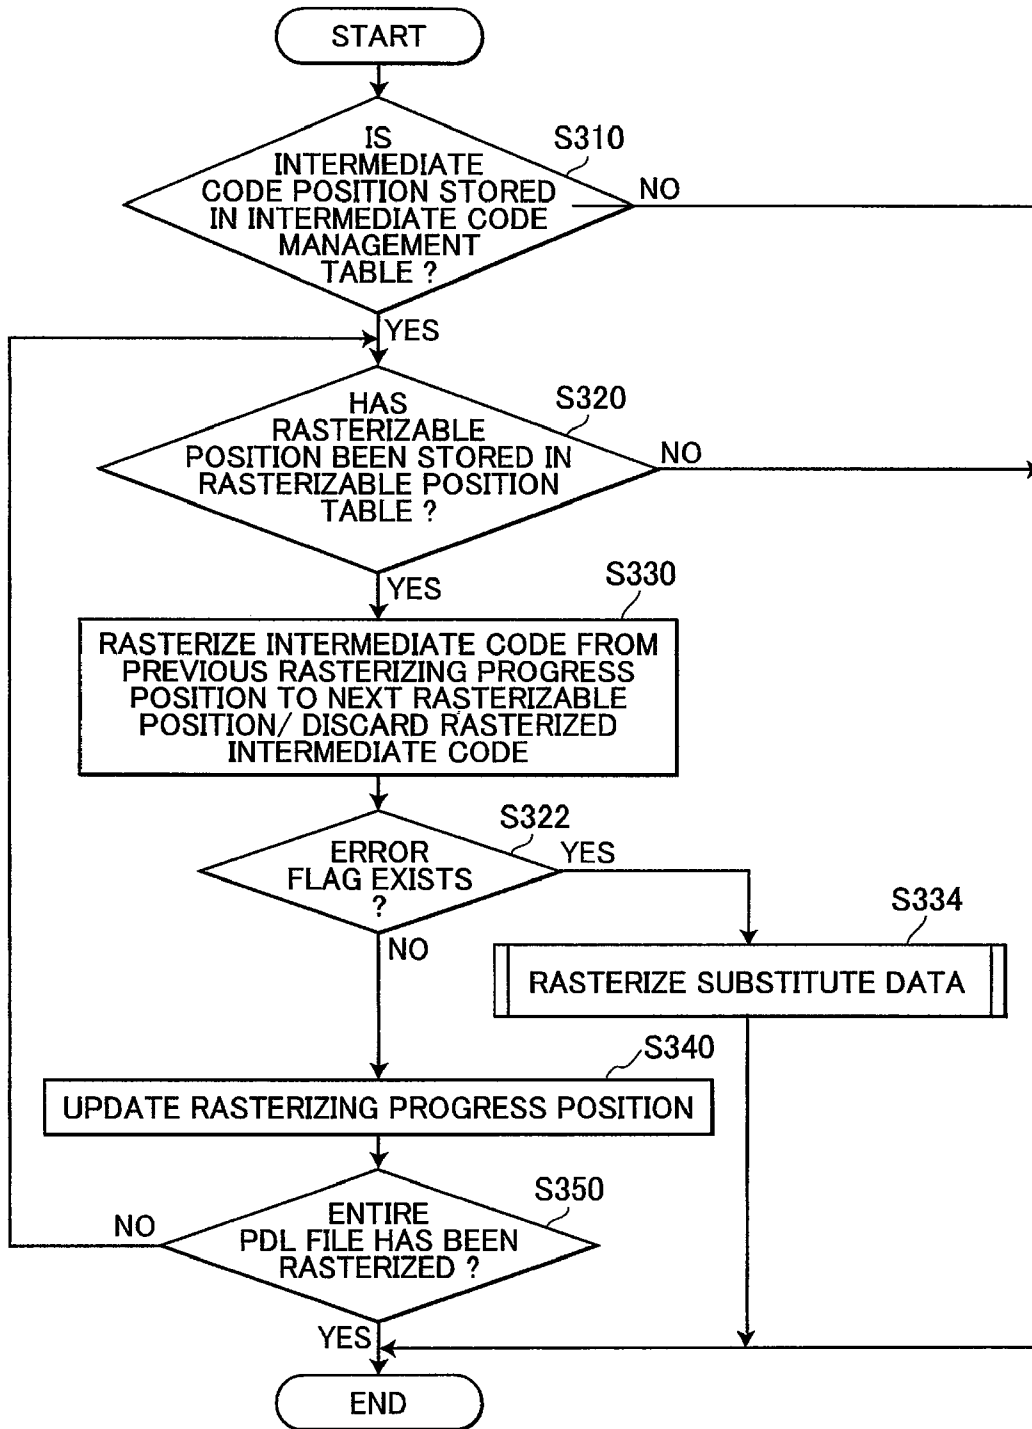 START
IS
INTERMEDIATE
CODE POSITION STORED
IN INTERMEDIATE CODE
MANAGEMENT
TABLE ?
S310
NO
YES
HAS
RASTERIZABLE
POSITION BEEN STORED IN
RASTERIZABLE POSITION
TABLE ?
S320
NO
YES
S330
RASTERIZE INTERMEDIATE CODE FROM
PREVIOUS RASTERIZING PROGRESS
POSITION TO NEXT RASTERIZABLE
POSITION/ DISCARD RASTERIZED
INTERMEDIATE CODE
S322
ERROR
FLAG EXISTS
?
YES
NO
S334
RASTERIZE SUBSTITUTE DATA
S340
UPDATE RASTERIZING PROGRESS POSITION
S350
ENTIRE
PDL FILE HAS BEEN
RASTERIZED ?
NO
YES
END